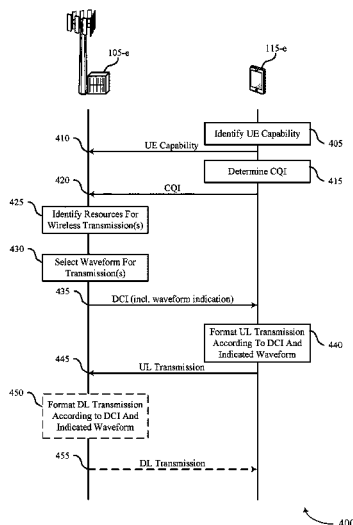 105-e
115-e
Identify UE Capability
405
410
UE Capability
Determine CQI
415
420
CQI
425
Identify Resources For
Wireless Transmission(s)
430
Select Waveform For
Transmission(s)
435
DCI (incl. waveform indication)
Format UL Transmission
According To DCI And
Indicated Waveform
440
445
UL Transmission
450
Format DL Transmission
According to DCI And
Indicated Waveform
455
DL Transmission
400